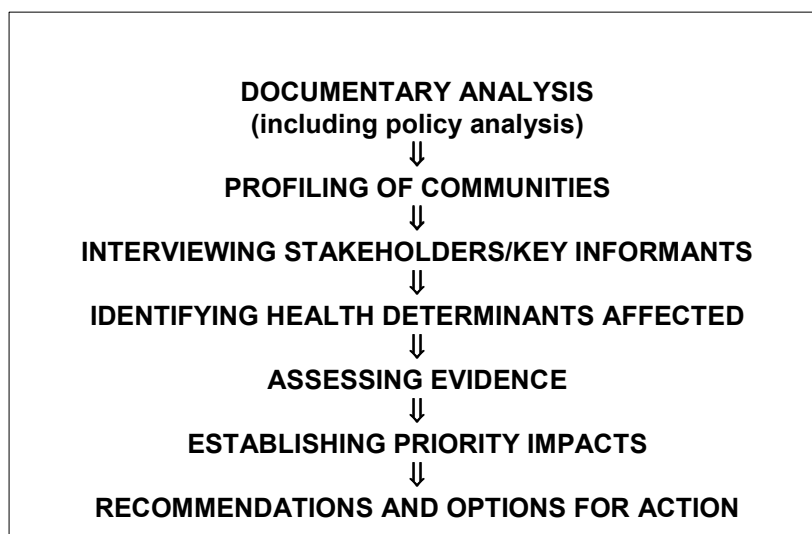 DOCUMENTARY ANALYSIS
(including policy analysis)
⇓
PROFILING OF COMMUNITIES
⇓
INTERVIEWING STAKEHOLDERS/KEY INFORMANTS
⇓
IDENTIFYING HEALTH DETERMINANTS AFFECTED
⇓
ASSESSING EVIDENCE
⇓
ESTABLISHING PRIORITY IMPACTS
⇓
RECOMMENDATIONS AND OPTIONS FOR ACTION